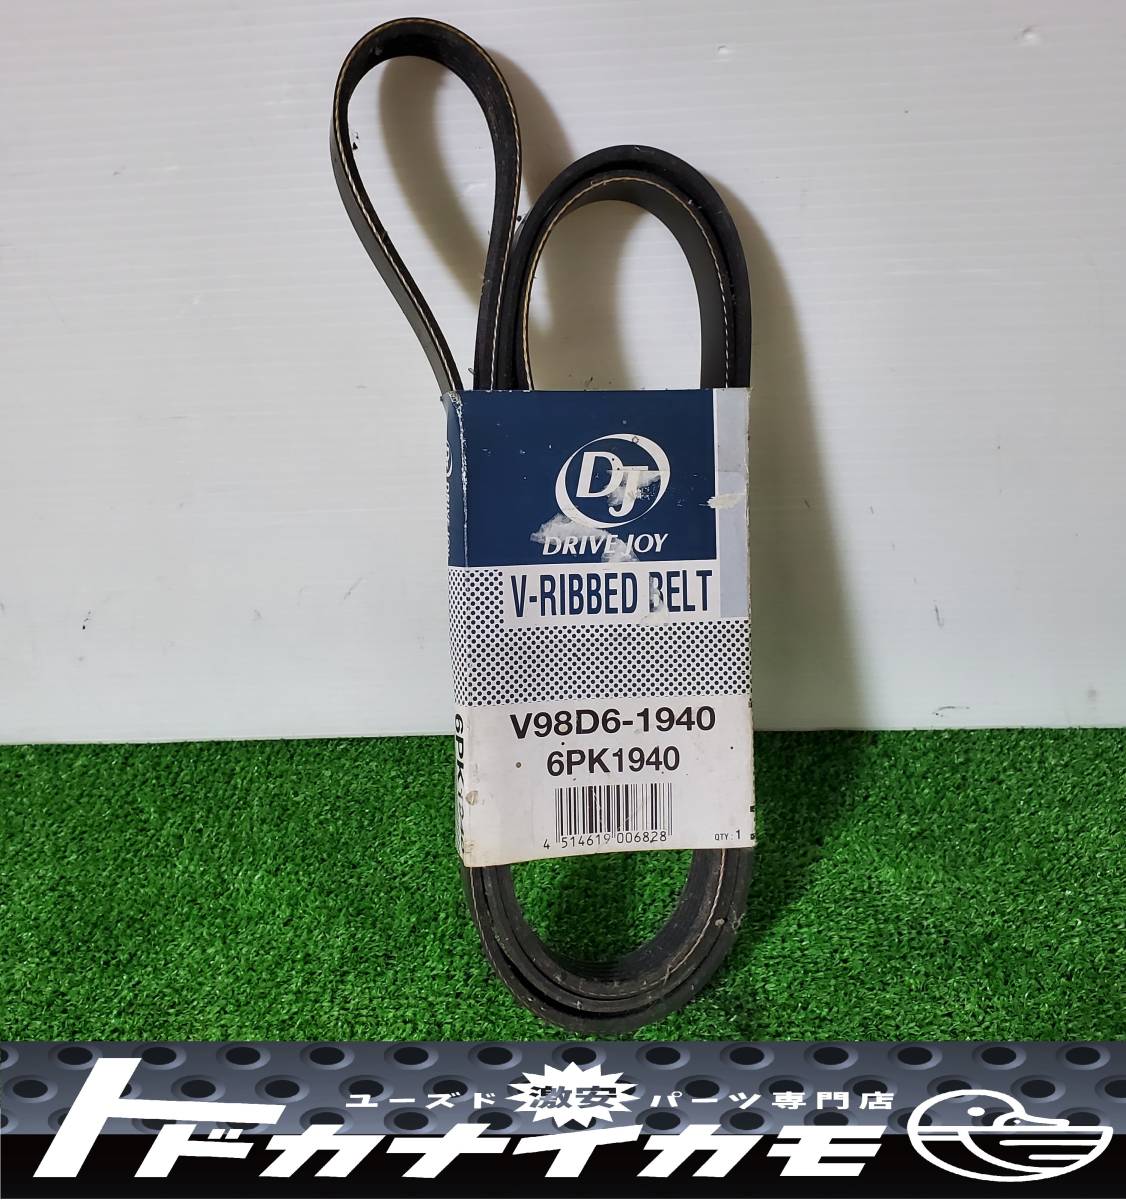 DJ
DRIVE JOY
V-RIBBED BELT
V98D6-1940
6PK1940
4 514619 006828
QTY : 1
ユーズド 激安 パーツ専門店
トドカナイカモ